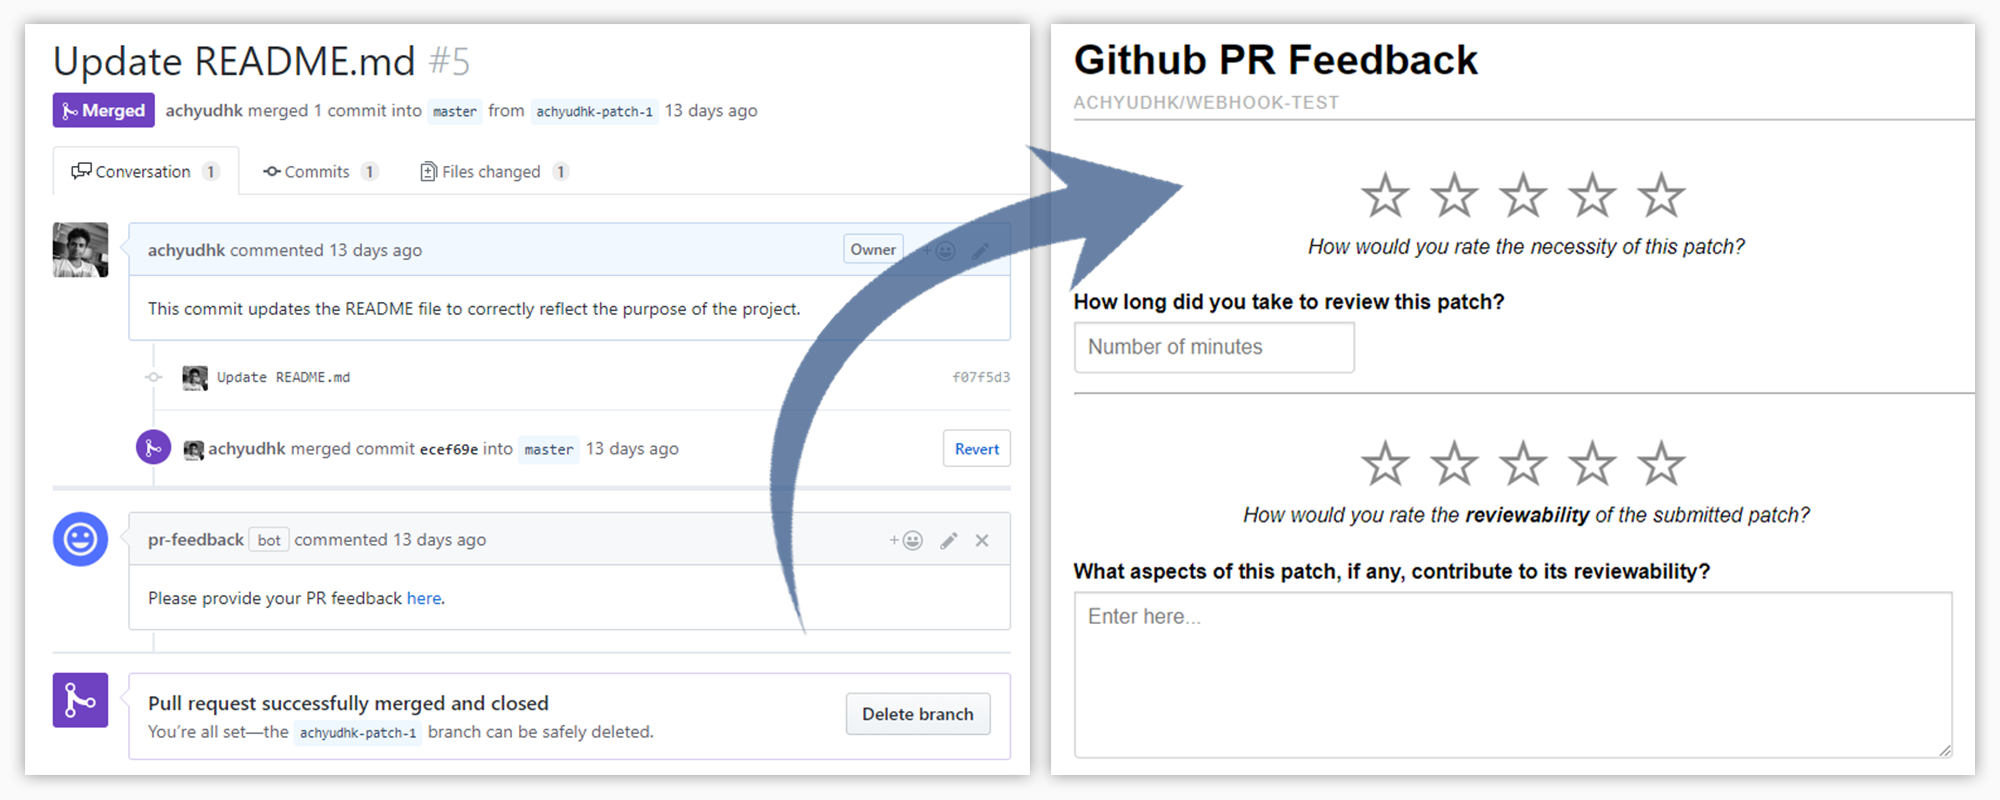 Update README.md #5
Merged achyudhk merged 1 commit into master from achyudhk-patch-1 13 days ago
Conversation 1 Commits 1 Files changed 1
achyudhk commented 13 days ago Owner
This commit updates the README file to correctly reflect the purpose of the project.
Update README.md f07f5d3
achyudhk merged commit ecef69e into master 13 days ago Revert
pr-feedback bot commented 13 days ago
Please provide your PR feedback here.
Pull request successfully merged and closed
You're all set—the achyudhk-patch-1 branch can be safely deleted.
Delete branch
Github PR Feedback
ACHYUDHK/WEBHOOK-TEST
How would you rate the necessity of this patch?
How long did you take to review this patch?
Number of minutes
How would you rate the reviewability of the submitted patch?
What aspects of this patch, if any, contribute to its reviewability?
Enter here...